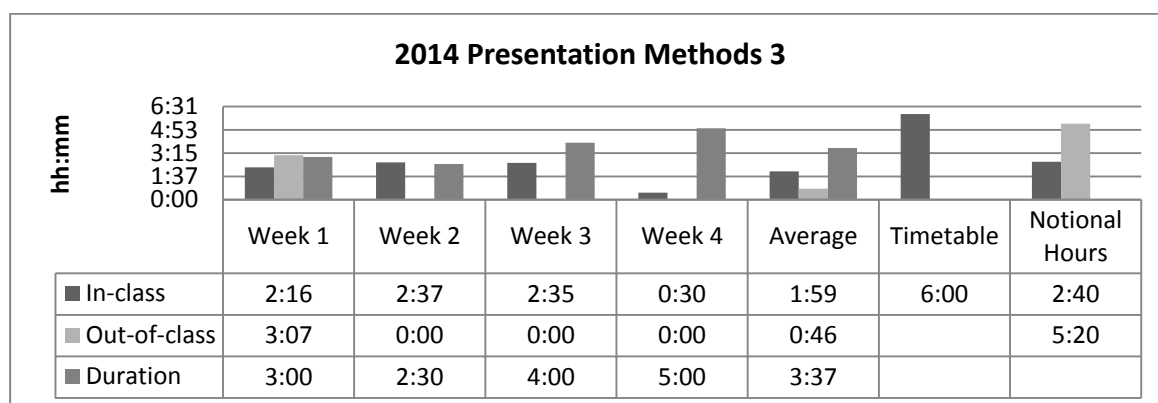 2014 Presentation Methods 3
hh:mm
6:31
4:53
3:15
1:37
0:00
Week 1 Week 2 Week 3 Week 4 Average Timetable Notional Hours
In-class 2:16 2:37 2:35 0:30 1:59 6:00 2:40
Out-of-class 3:07 0:00 0:00 0:00 0:46 5:20
Duration 3:00 2:30 4:00 5:00 3:37